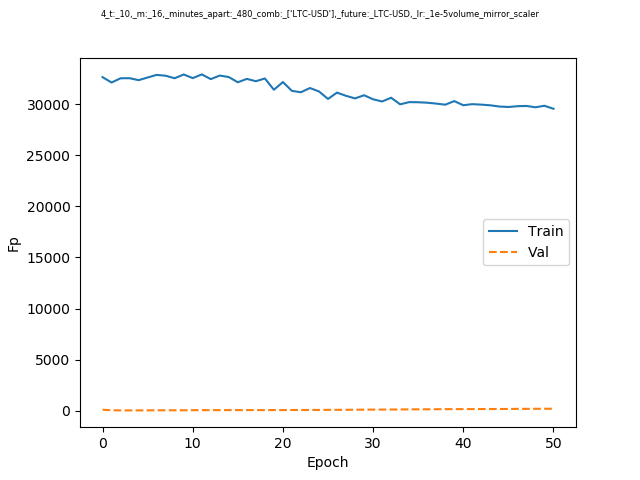 4_t:_10,_m:_16,_minutes_apart:_480_comb:_['LTC-USD'],_future:_LTC-USD,_lr:_1e-5volume_mirror_scaler
30000
25000
20000
15000
10000
5000
0
Fp
Train
Val
0 10 20 30 40 50
Epoch